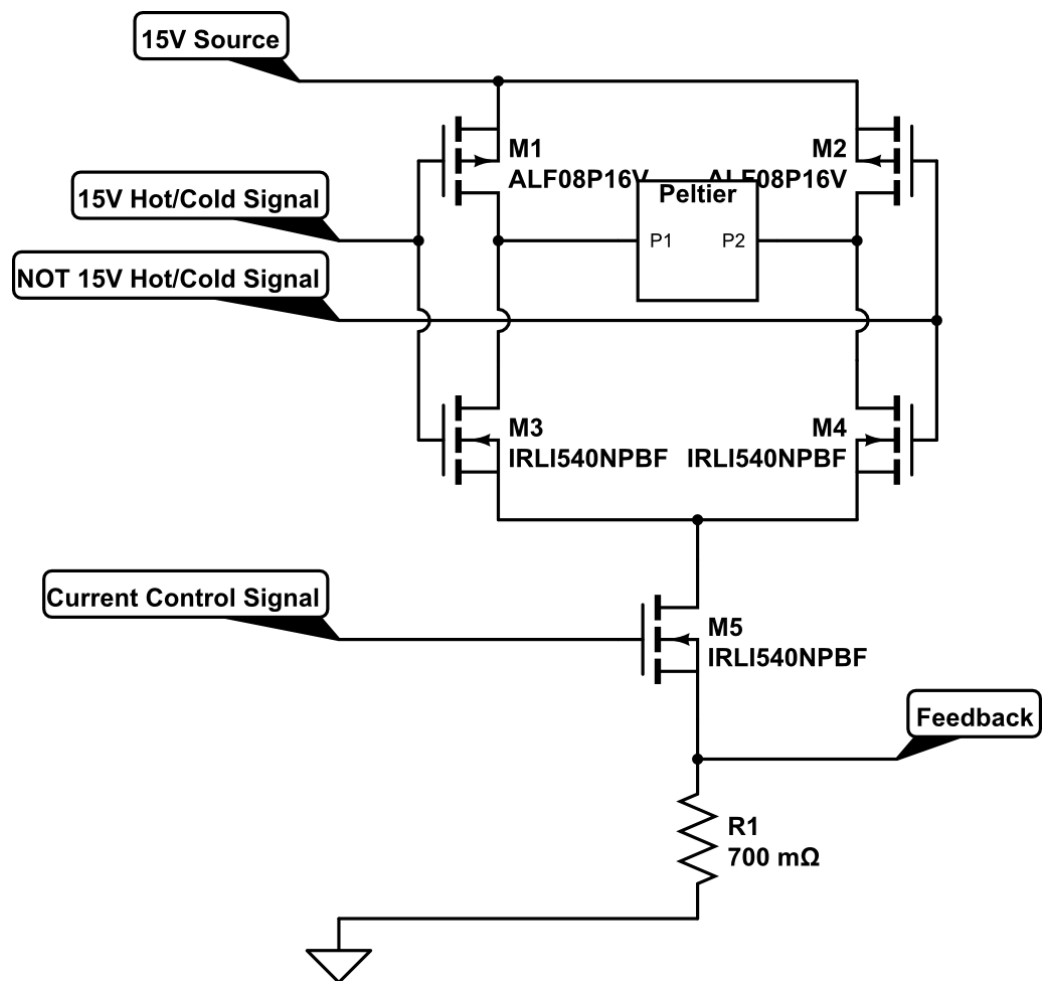 15V Source
M1
ALF08P16V
M2
ALF08P16V
15V Hot/Cold Signal
Peltier
P1
P2
NOT 15V Hot/Cold Signal
M3
IRLI540NPBF
M4
IRLI540NPBF
Current Control Signal
M5
IRLI540NPBF
Feedback
R1
700 mΩ